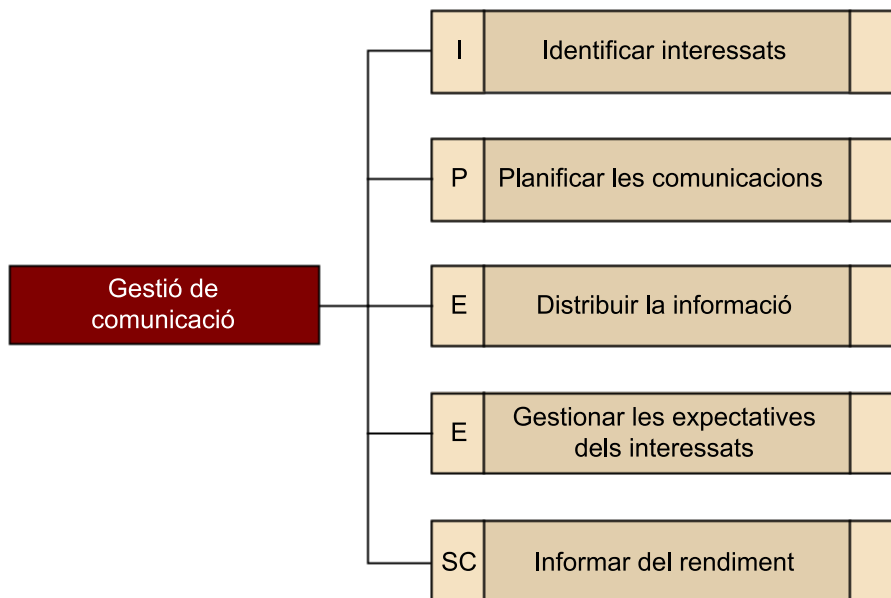 I
Identificar interessats
P
Planificar les comunicacions
Gestió de
comunicació
E
Distribuir la informació
E
Gestionar les expectatives
dels interessats
SC
Informar del rendiment